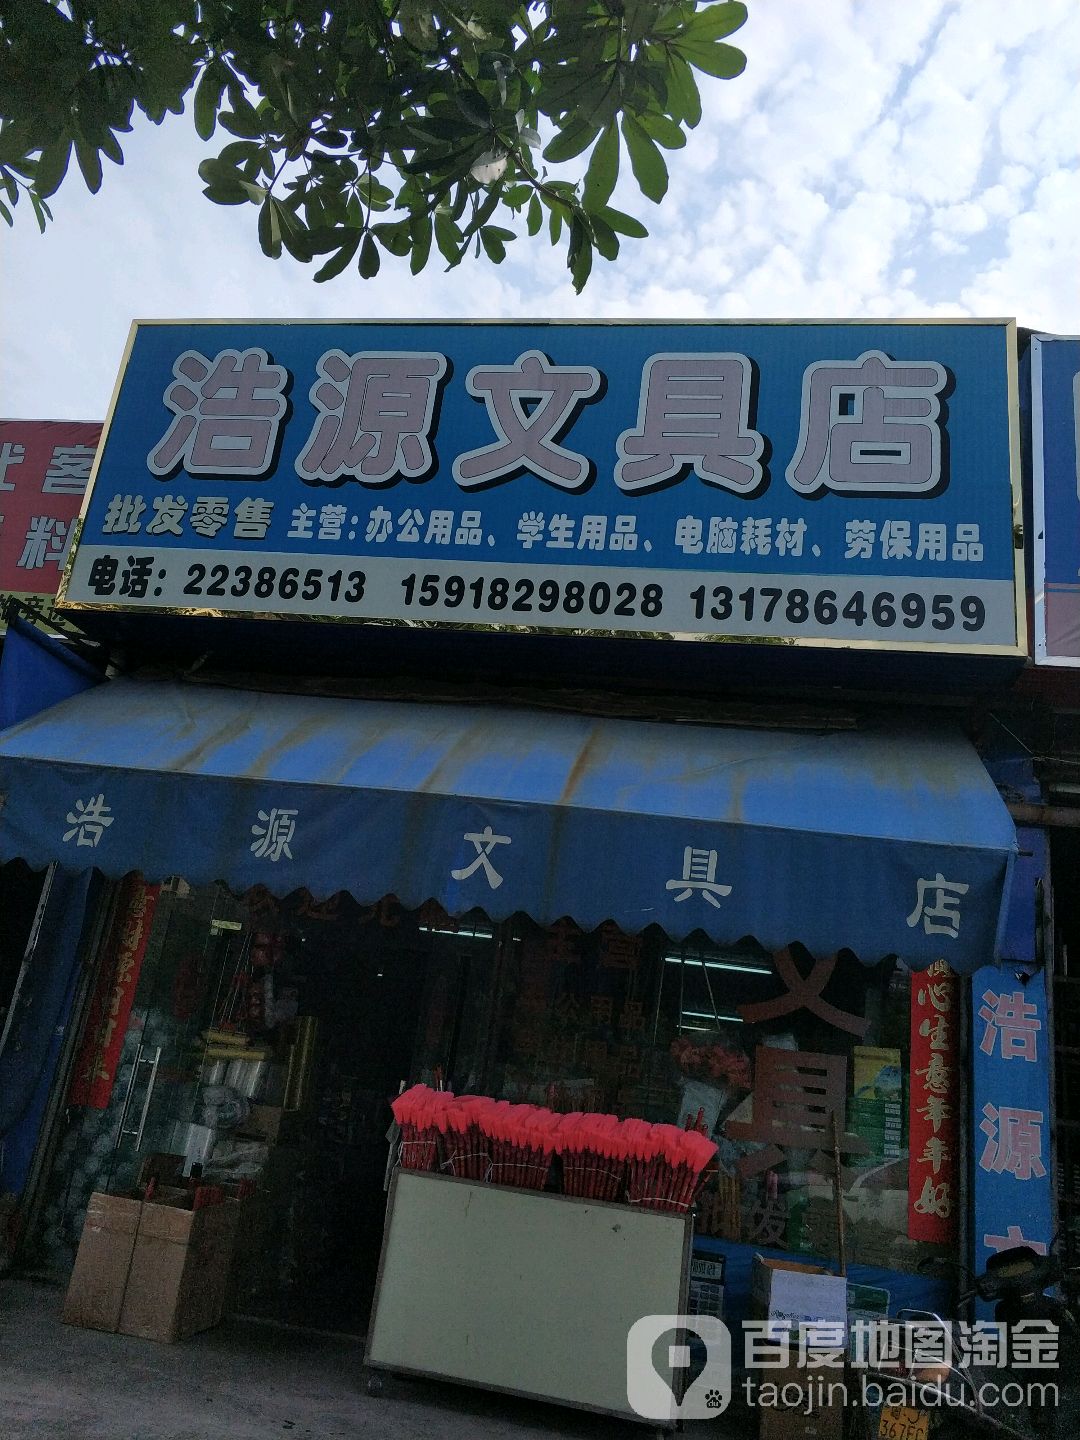 浩源文具店
批发零售 主营:办公用品、学生用品、电脑耗材、劳保用品
电话: 22386513 15918292028 13178646959
浩源文具店
文具
心生意年年好
浩源
百度地图淘金
taojin.baidu.com